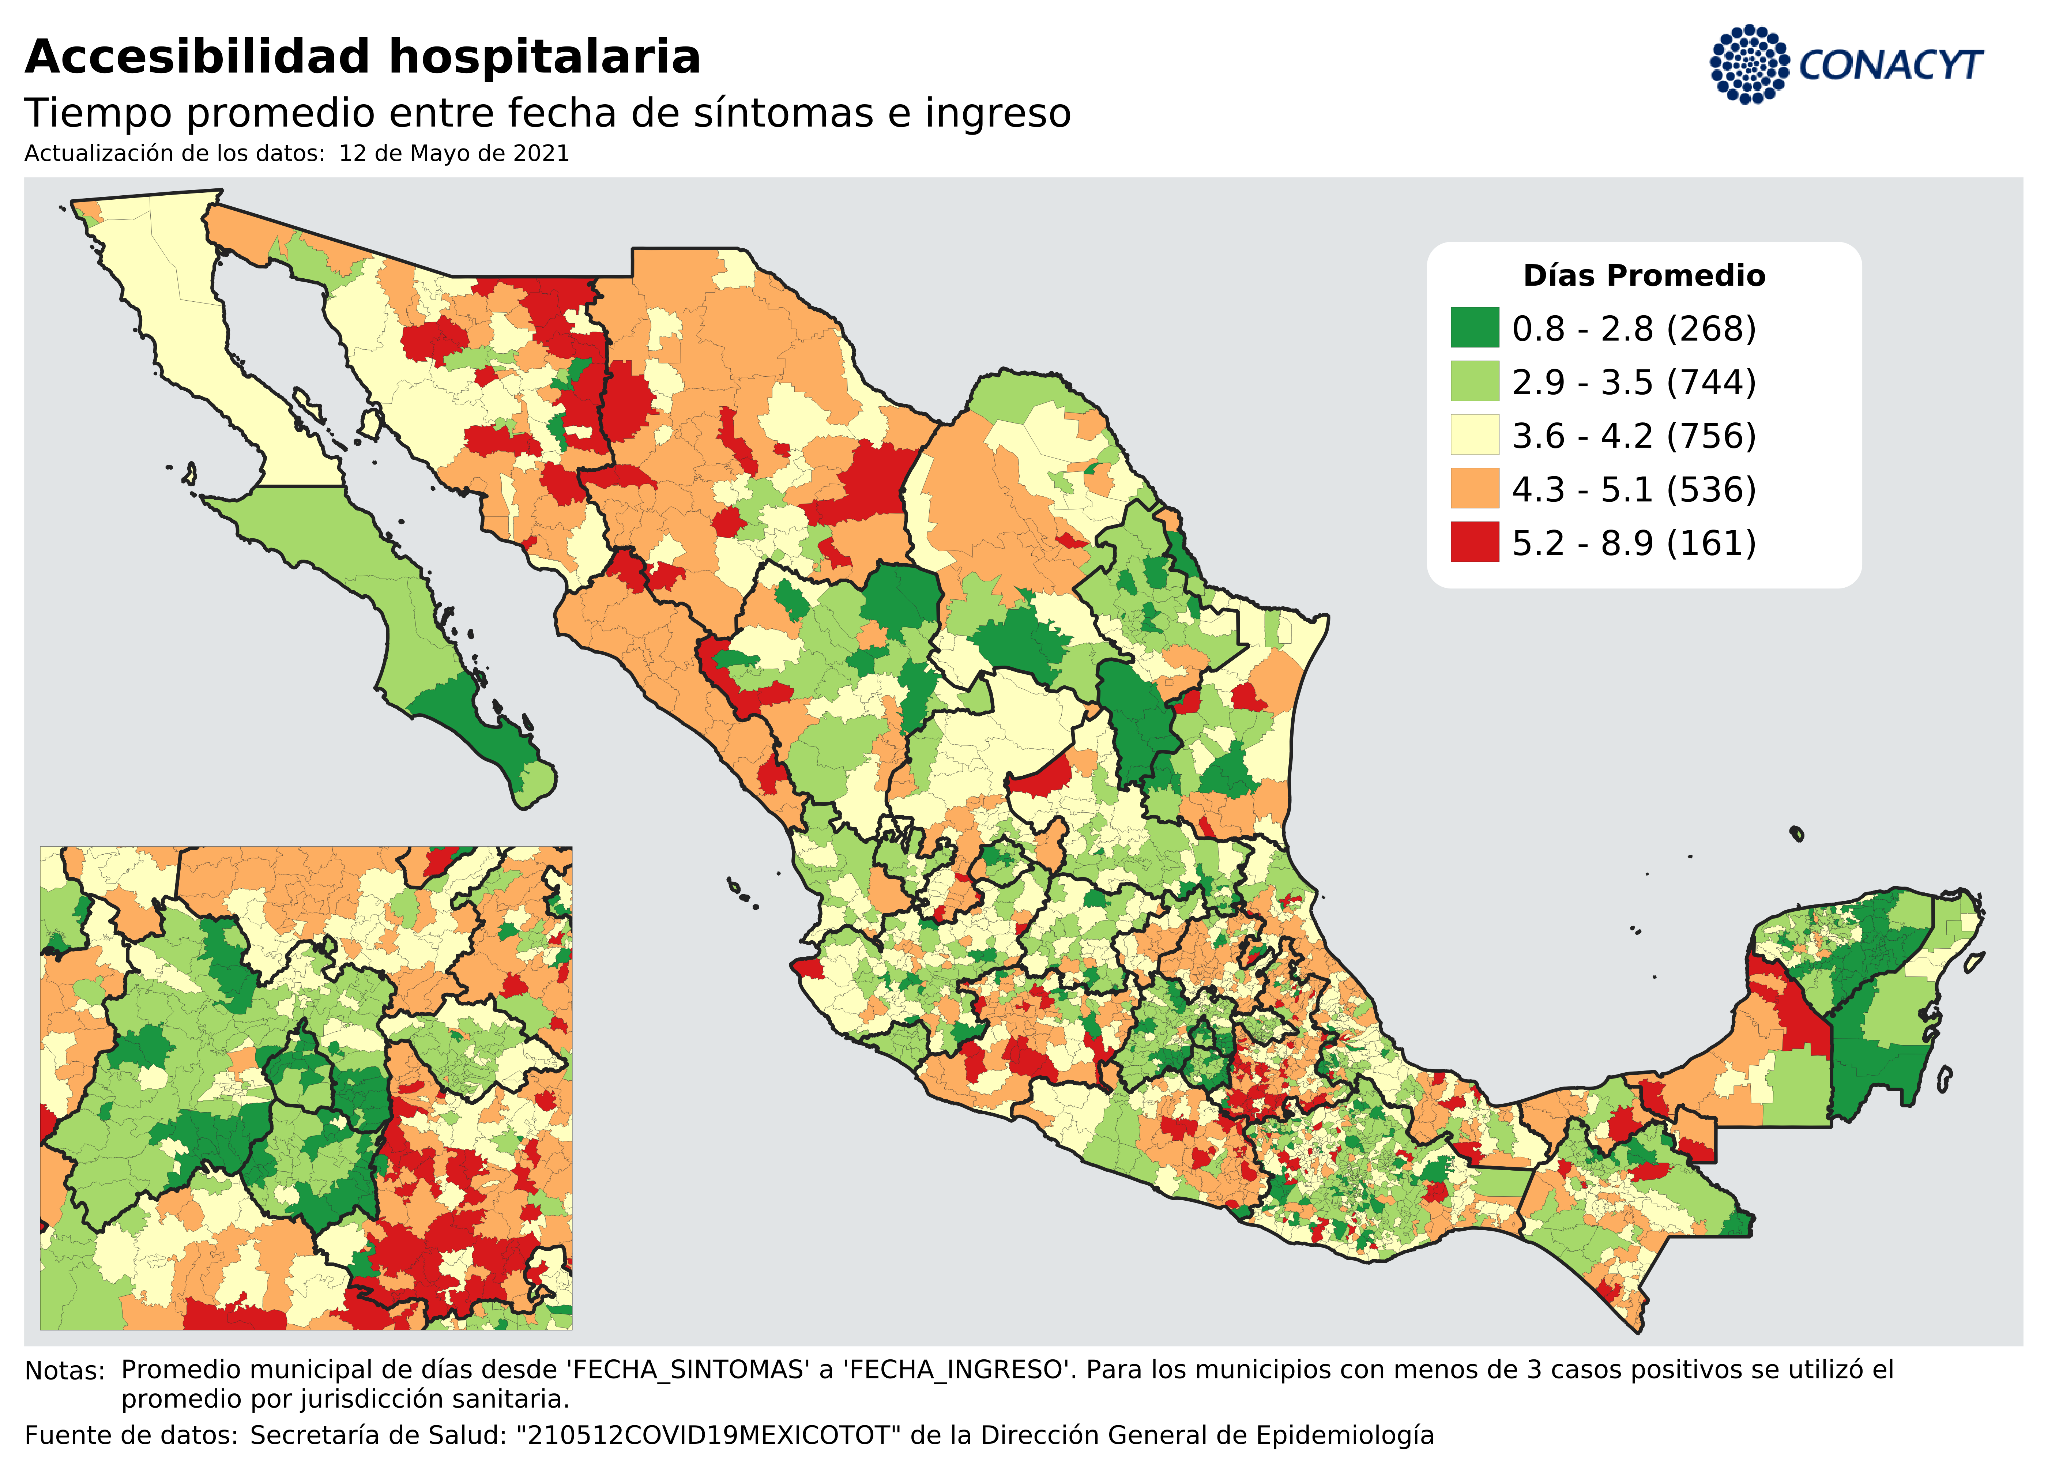 Accesibilidad hospitalaria
CONACYT
Tiempo promedio entre fecha de síntomas e ingreso
Actualización de los datos: 12 de Mayo de 2021
Días Promedio
0.8 - 2.8 (268)
2.9 - 3.5 (744)
3.6 - 4.2 (756)
4.3 - 5.1 (536)
5.2 - 8.9 (161)
Notas: Promedio municipal de días desde 'FECHA_SINTOMAS' a 'FECHA_INGRESO'. Para los municipios con menos de 3 casos positivos se utilizó el
promedio por jurisdicción sanitaria.
Fuente de datos: Secretaría de Salud: "210512COVID19MEXICOTOT" de la Dirección General de Epidemiología